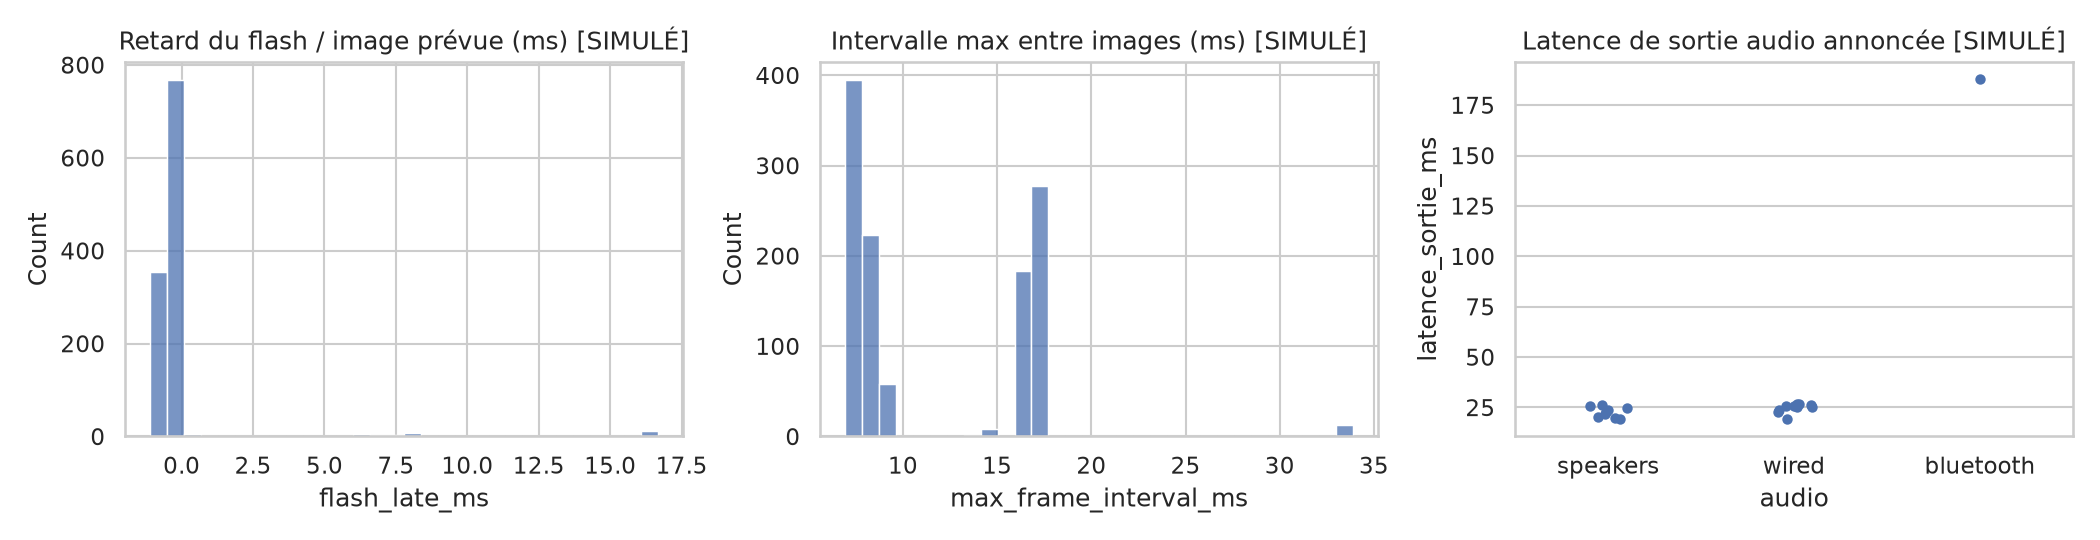 Retard du flash / image prévue (ms) [SIMULÉ]
800
600
400
200
0
Count
0.0 2.5 5.0 7.5 10.0 12.5 15.0 17.5
flash_late_ms
Intervalle max entre images (ms) [SIMULÉ]
400
300
200
100
0
Count
10 15 20 25 30 35
max_frame_interval_ms
Latence de sortie audio annoncée [SIMULÉ]
175
150
125
100
75
50
25
latence_sortie_ms
speakers wired bluetooth
audio